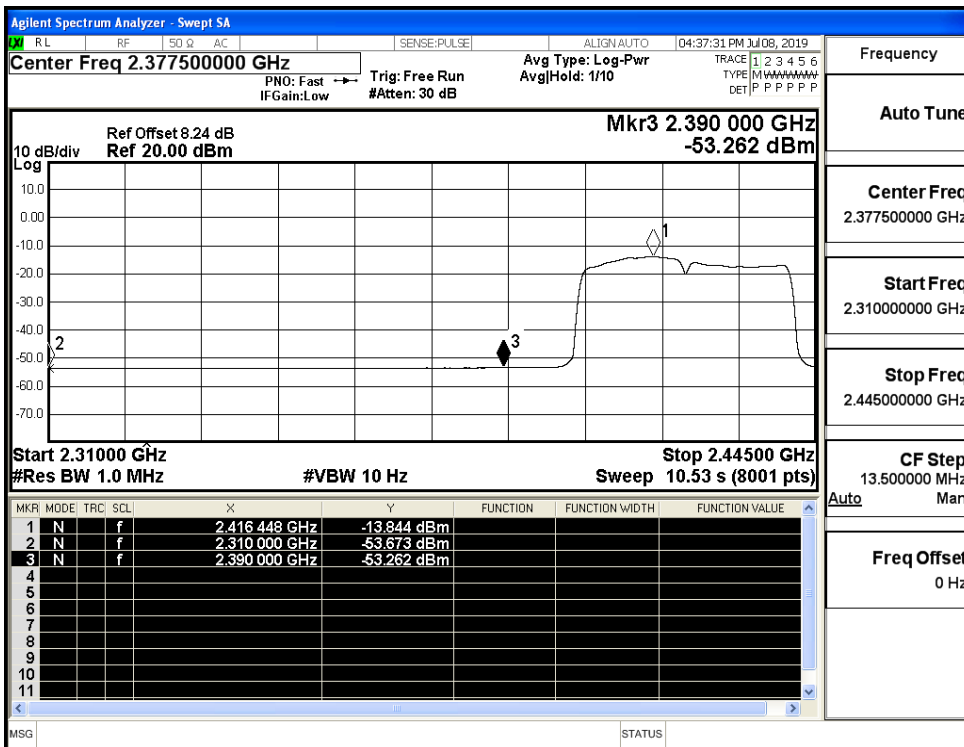 Agilent Spectrum Analyzer - Swept SA
LXI RL RF 50 Ω AC SENSE:PULSE ALIGN AUTO 04:37:31 PM Jul 08, 2019
Center Freq 2.377500000 GHz
PNO: Fast
IFGain:Low
Trig: Free Run
#Atten: 30 dB
Avg Type: Log-Pwr
Avg|Hold: 1/10
TRACE 1 2 3 4 5 6
TYPE M W W W W W
DET P P P P P P
Ref Offset 8.24 dB
10 dB/div Ref 20.00 dBm
Log
Mkr3 2.390 000 GHz
-53.262 dBm
10.0
0.00
-10.0
-20.0
-30.0
-40.0
-50.0
-60.0
-70.0
1
2
3
Start 2.31000 GHz Stop 2.44500 GHz
#Res BW 1.0 MHz #VBW 10 Hz Sweep 10.53 s (8001 pts)
MKR MODE TRC SCL X Y FUNCTION FUNCTION WIDTH FUNCTION VALUE
1 N f 2.416 448 GHz -13.844 dBm
2 N f 2.310 000 GHz -53.673 dBm
3 N f 2.390 000 GHz -53.262 dBm
4
5
6
7
8
9
10
11
MSG STATUS
Frequency
Auto Tune
Center Freq
2.377500000 GHz
Start Freq
2.310000000 GHz
Stop Freq
2.445000000 GHz
CF Step
13.500000 MHz
Auto Man
Freq Offset
0 Hz